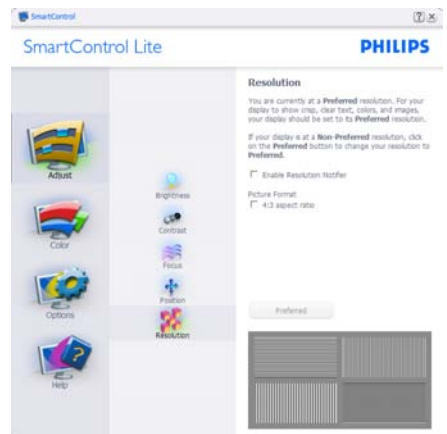 SmartControl
SmartControl Lite
PHILIPS
Adjust
Color
Options
Help
Brightness
Contrast
Focus
Position
Resolution
Resolution
You are currently at a Preferred resolution. For your
display to show crisp, clear text, colors, and images,
your display should be set to its Preferred resolution.
If your display is at a Non-Preferred resolution, click
on the Preferred button to change your resolution to
Preferred.
Enable Resolution Notifier
Picture Format
4:3 aspect ratio
Preferred